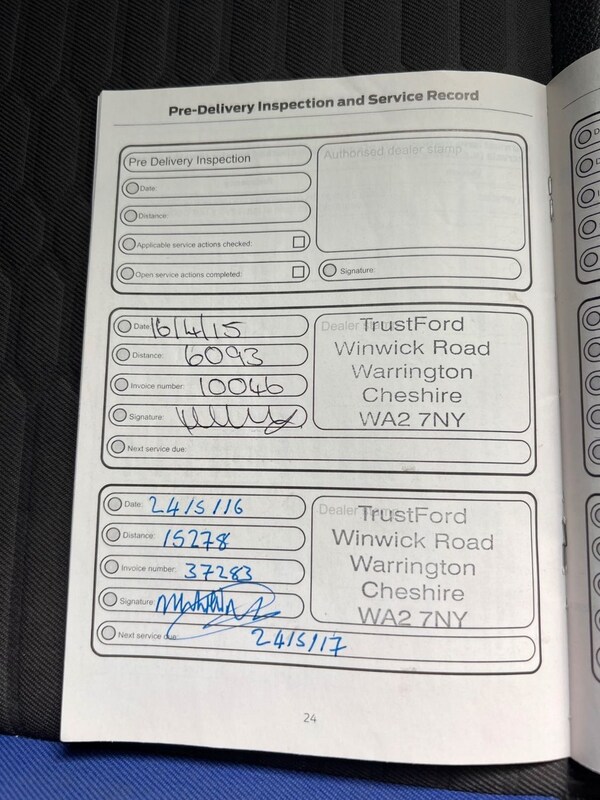 Pre-Delivery Inspection and Service Record
Pre Delivery Inspection
Authorised dealer stamp
Date:
Distance:
Applicable service actions checked:
Open service actions completed:
Signature:
Date: 16/4/15
Distance: 6093
Invoice number: 10046
Signature:
Next service due:
Dealer
TrustFord
Winwick Road
Warrington
Cheshire
WA2 7NY
Date: 24/5/16
Distance: 15278
Invoice number: 37283
Signature:
Next service due: 24/5/17
Dealer
TrustFord
Winwick Road
Warrington
Cheshire
WA2 7NY
24